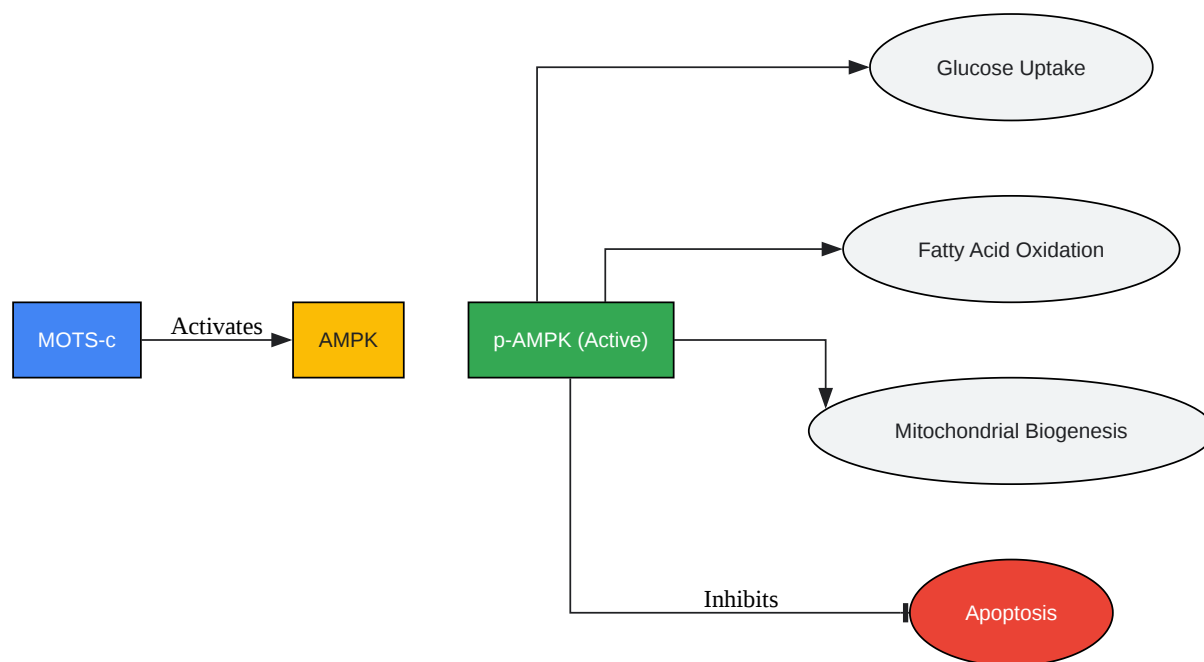 Glucose Uptake
Fatty Acid Oxidation
MOTS-c
Activates
AMPK
p-AMPK (Active)
Mitochondrial Biogenesis
Inhibits
Apoptosis